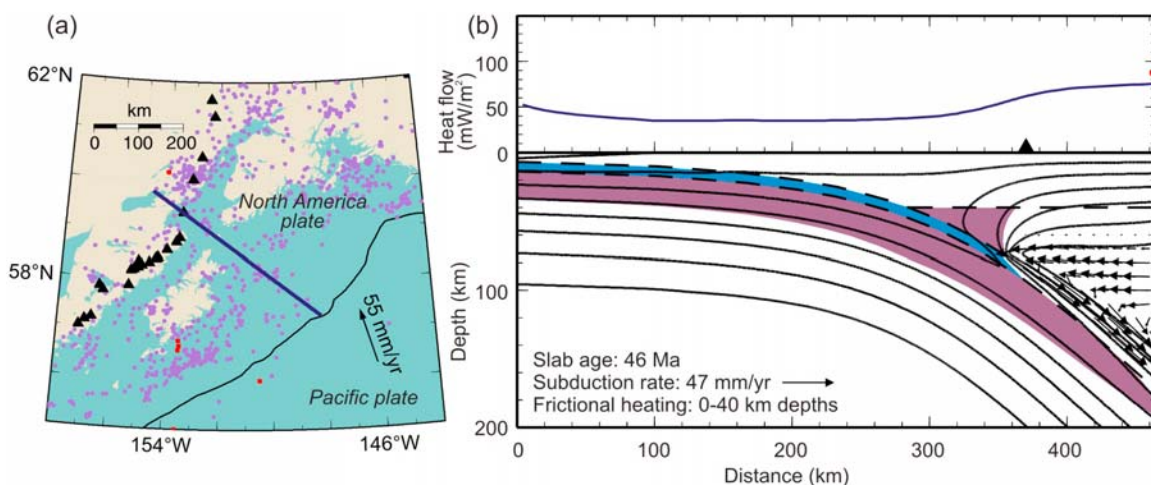 (a)
62°N
km
0 100 200
North America
plate
58°N
55 mm/yr
Pacific plate
154°W
146°W
(b)
Heat flow
(mW/m²)
100
50
0
Depth (km)
100
200
Slab age: 46 Ma
Subduction rate: 47 mm/yr
Frictional heating: 0-40 km depths
0 100 200 300 400
Distance (km)